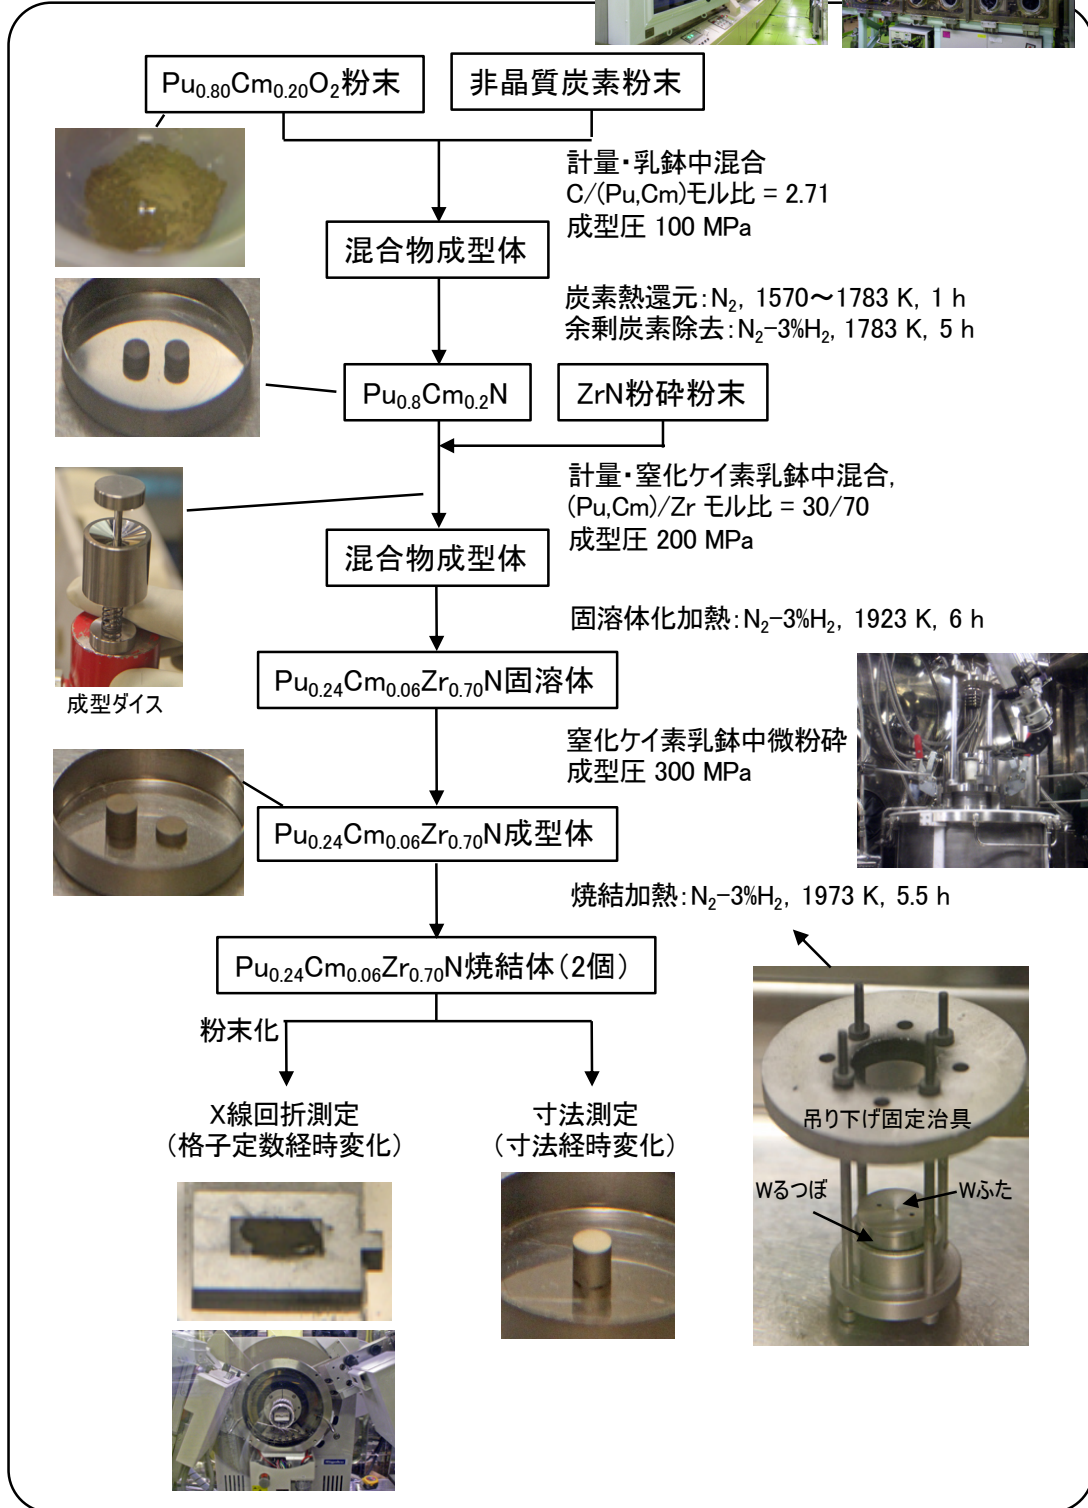 Pu0.80Cm0.20O2粉末
非晶質炭素粉末
計量・乳鉢中混合
C/(Pu,Cm)モル比 = 2.71
成型圧 100 MPa
混合物成型体
炭素熱還元:N2, 1570～1783 K, 1 h
余剰炭素除去:N2-3%H2, 1783 K, 5 h
Pu0.8Cm0.2N
ZrN粉砕粉末
計量・窒化ケイ素乳鉢中混合,
(Pu,Cm)/Zr モル比 = 30/70
成型圧 200 MPa
混合物成型体
固溶体化加熱:N2-3%H2, 1923 K, 6 h
Pu0.24Cm0.06Zr0.70N固溶体
成型ダイス
窒化ケイ素乳鉢中微粉砕
成型圧 300 MPa
Pu0.24Cm0.06Zr0.70N成型体
焼結加熱:N2-3%H2, 1973 K, 5.5 h
Pu0.24Cm0.06Zr0.70N焼結体(2個)
粉末化
X線回折測定
(格子定数経時変化)
寸法測定
(寸法経時変化)
吊り下げ固定治具
Wるつぼ
Wふた